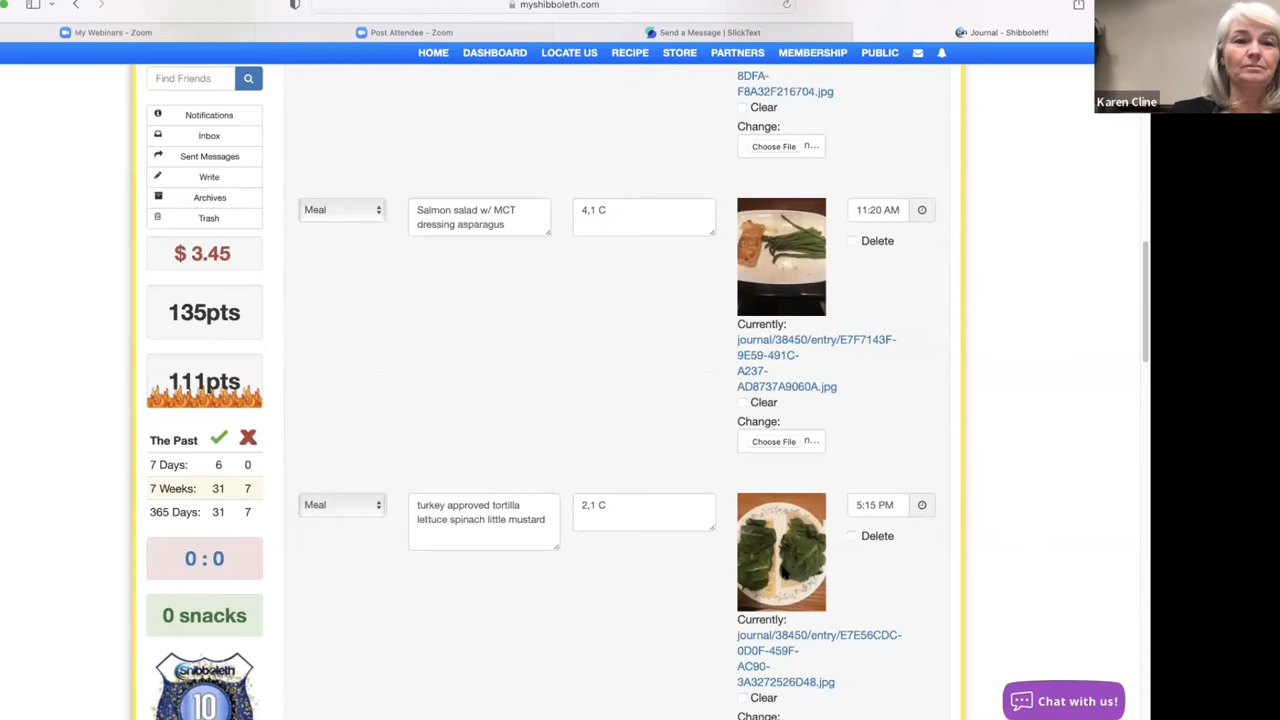 myshibboleth.com
My Webinars - Zoom
Post Attendee - Zoom
Send a Message | SlickText
Journal - Shibboleth!
HOME DASHBOARD LOCATE US RECIPE STORE PARTNERS MEMBERSHIP PUBLIC
Karen Cline
Find Friends
Notifications
Inbox
Sent Messages
Write
Archives
Trash
$ 3.45
135pts
111pts
The Past
7 Days: 6 0
7 Weeks: 31 7
365 Days: 31 7
0 : 0
0 snacks
Shibboleth
10
8DFA-
F8A32F216704.jpg
Clear
Change:
Choose File n...
Meal
Salmon salad w/ MCT
dressing asparagus
4,1 C
11:20 AM
Delete
Currently:
journal/38450/entry/E7F7143F-
9E59-491C-
A237-
AD8737A9060A.jpg
Clear
Change:
Choose File n...
Meal
turkey approved tortilla
lettuce spinach little mustard
2,1 C
5:15 PM
Delete
Currently:
journal/38450/entry/E7E56CDC-
0D0F-459F-
AC90-
3A3272526D48.jpg
Clear
Change:
Chat with us!